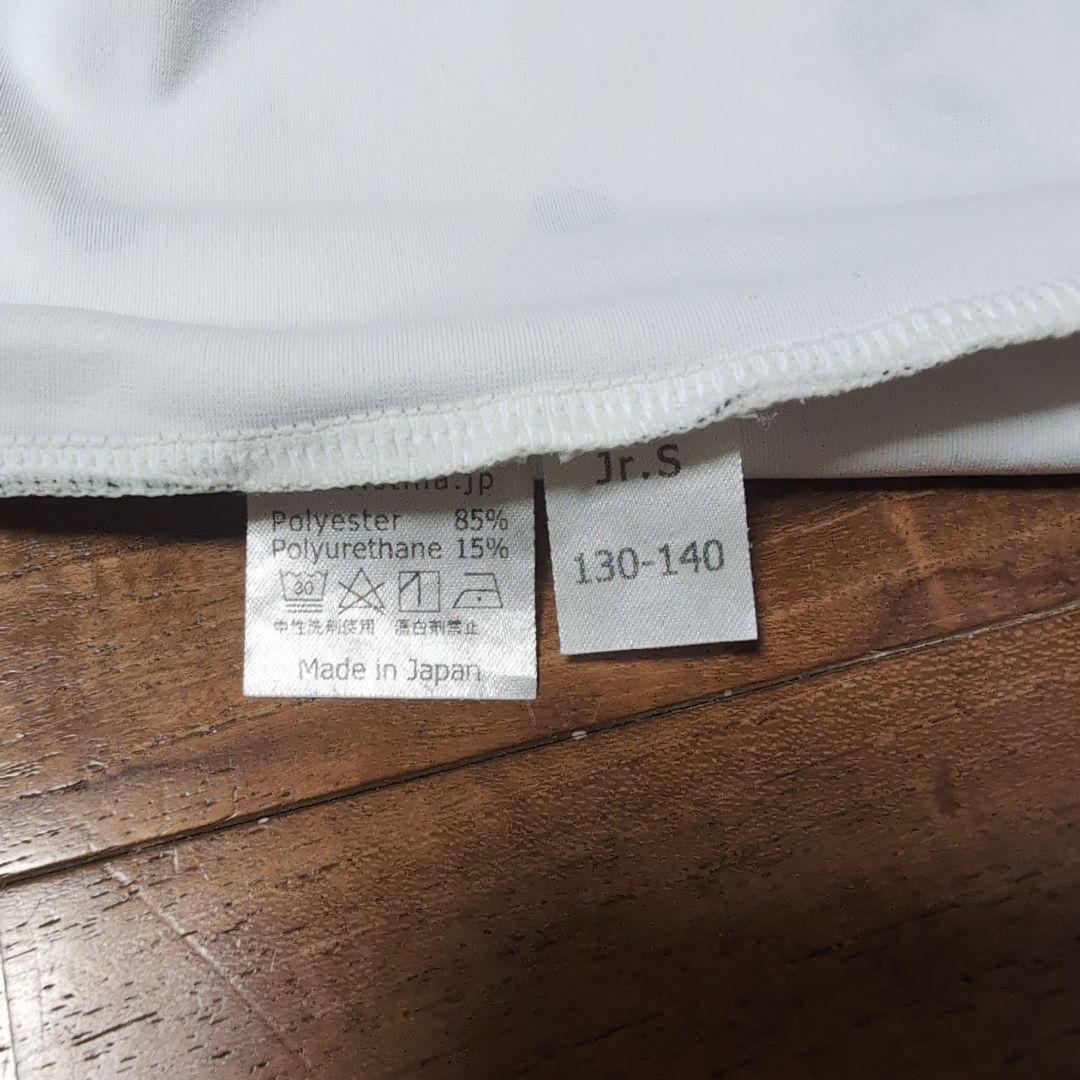 .jp
Polyester 85%
Polyurethane 15%
30
中性洗剤使用 漂白剤禁止
Made in Japan
Jr.S
130-140